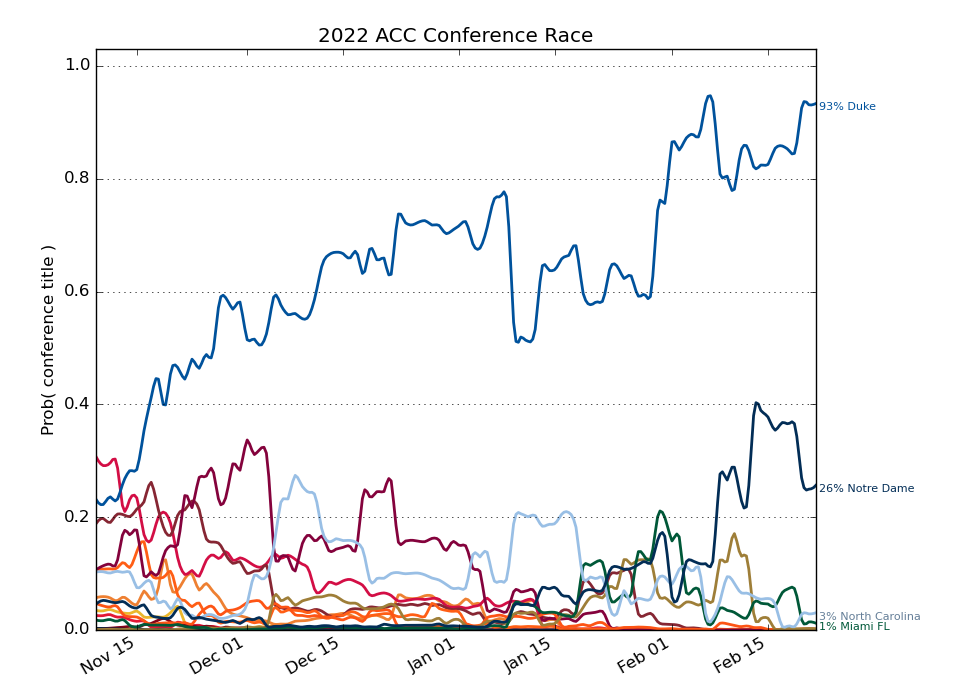 2022 ACC Conference Race
Prob( conference title )
1.0
0.8
0.6
0.4
0.2
0.0
93% Duke
26% Notre Dame
3% North Carolina
1% Miami FL
Nov 15
Dec 01
Dec 15
Jan 01
Jan 15
Feb 01
Feb 15